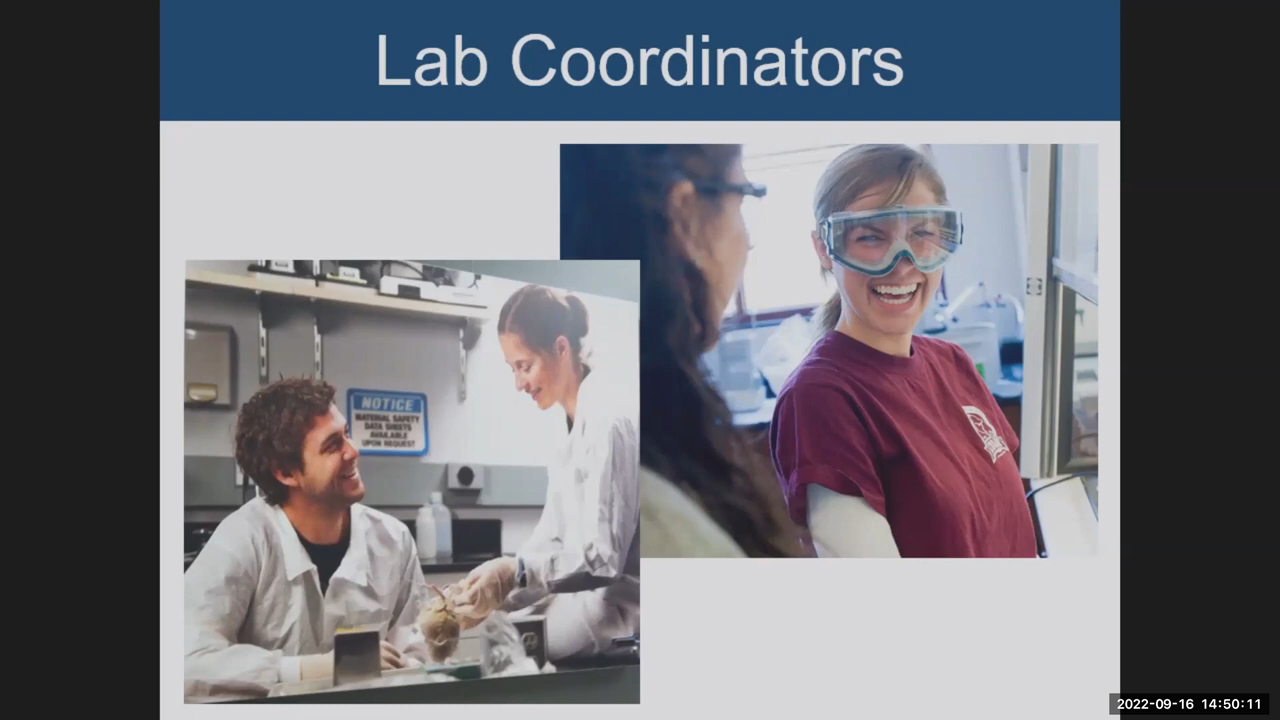 Lab Coordinators
NOTICE
MATERIAL SAFETY
DATA SHEETS
AVAILABLE
UPON REQUEST
2022-09-16 14:50:11